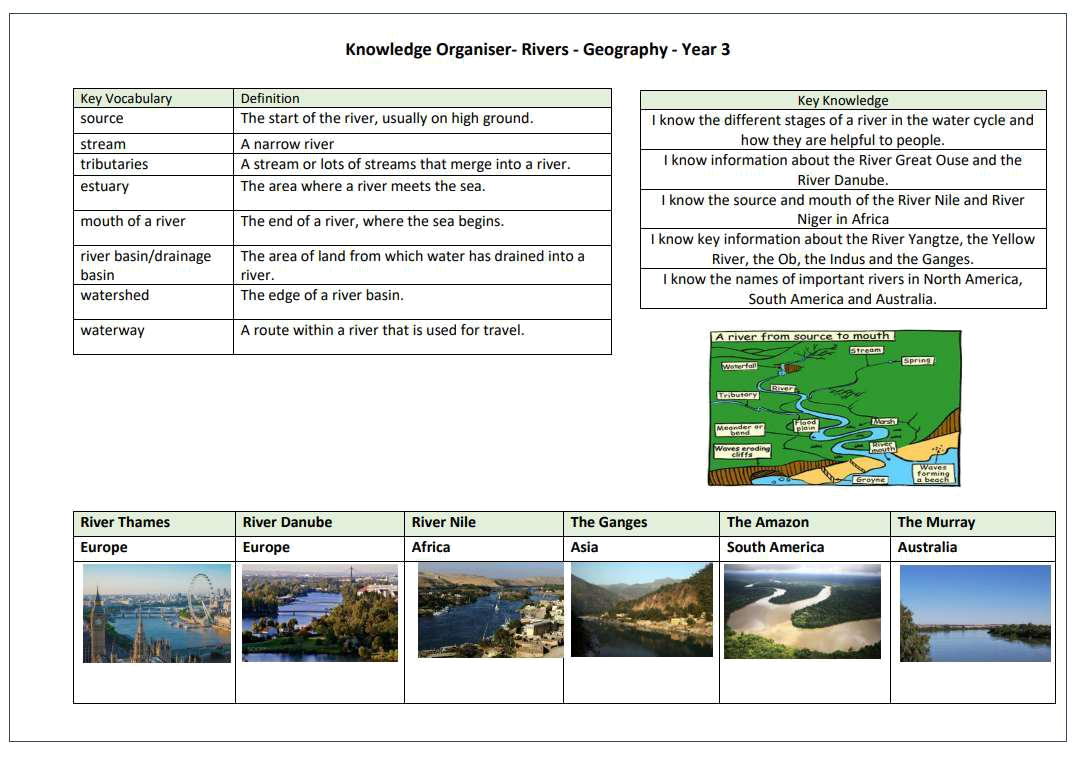 Knowledge Organiser- Rivers - Geography - Year 3
Key Vocabulary Definition
source The start of the river, usually on high ground.
stream A narrow river
tributaries A stream or lots of streams that merge into a river.
estuary The area where a river meets the sea.
mouth of a river The end of a river, where the sea begins.
river basin/drainage The area of land from which water has drained into a
basin river.
watershed The edge of a river basin.
waterway A route within a river that is used for travel.
Key Knowledge
I know the different stages of a river in the water cycle and
how they are helpful to people.
I know information about the River Great Ouse and the
River Danube.
I know the source and mouth of the River Nile and River
Niger in Africa
I know key information about the River Yangtze, the Yellow
River, the Ob, the Indus and the Ganges.
I know the names of important rivers in North America,
South America and Australia.
A river from source to mouth
Stream
Spring
Waterfall
River
Tributary
Flood
plain
Marsh
Meander or
bend
River
mouth
Waves eroding
cliffs
Groyne
Waves
forming
a beach
River Thames River Danube River Nile The Ganges The Amazon The Murray
Europe Europe Africa Asia South America Australia